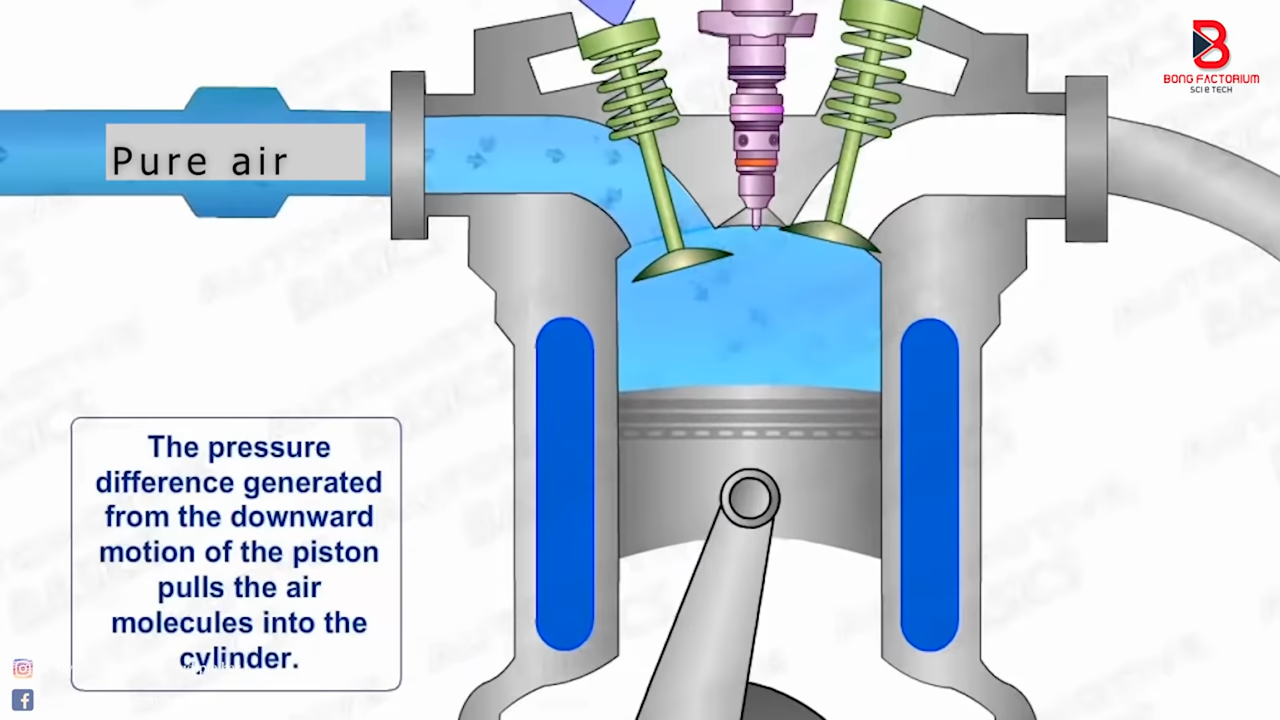 BONG FACTORIUM
SCI & TECH
Pure air
The pressure
difference generated
from the downward
motion of the piston
pulls the air
molecules into the
cylinder.